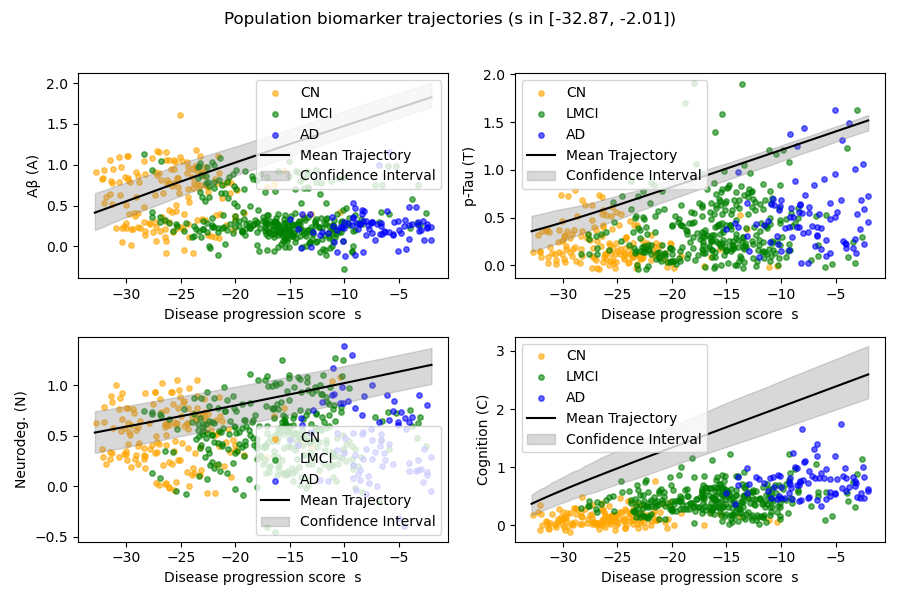 Population biomarker trajectories (s in [-32.87, -2.01])
Aβ (A)
2.0
1.5
1.0
0.5
0.0
CN
LMCI
AD
Mean Trajectory
Confidence Interval
−30 −25 −20 −15 −10 −5
Disease progression score s
p-Tau (T)
2.0
1.5
1.0
0.5
0.0
CN
LMCI
AD
Mean Trajectory
Confidence Interval
−30 −25 −20 −15 −10 −5
Disease progression score s
Neurodeg. (N)
1.0
0.5
0.0
−0.5
CN
LMCI
AD
Mean Trajectory
Confidence Interval
−30 −25 −20 −15 −10 −5
Disease progression score s
Cognition (C)
3
2
1
0
CN
LMCI
AD
Mean Trajectory
Confidence Interval
−30 −25 −20 −15 −10 −5
Disease progression score s